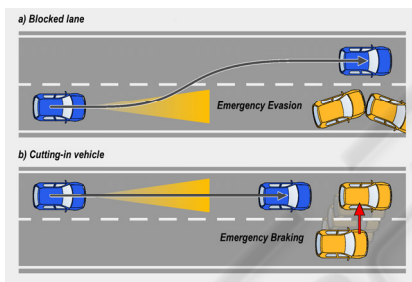 a) Blocked lane
Emergency Evasion
b) Cutting-in vehicle
Emergency Braking